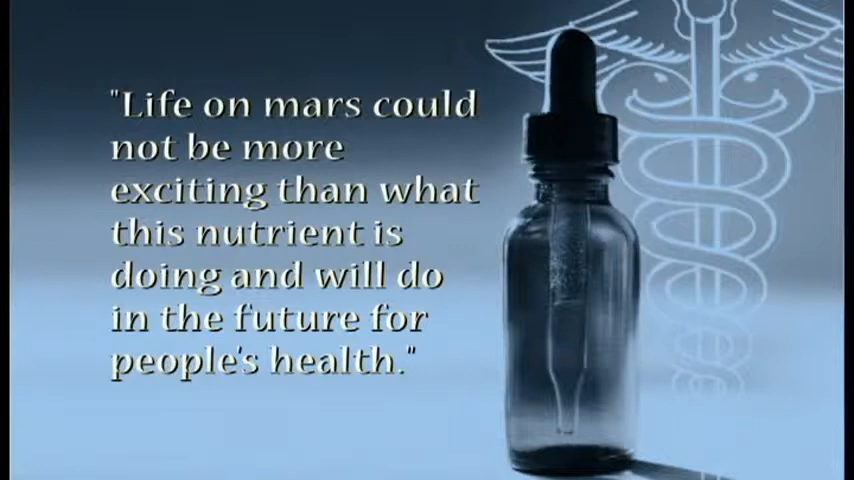 "Life on mars could
not be more
exciting than what
this nutrient is
doing and will do
in the future for
people's health."